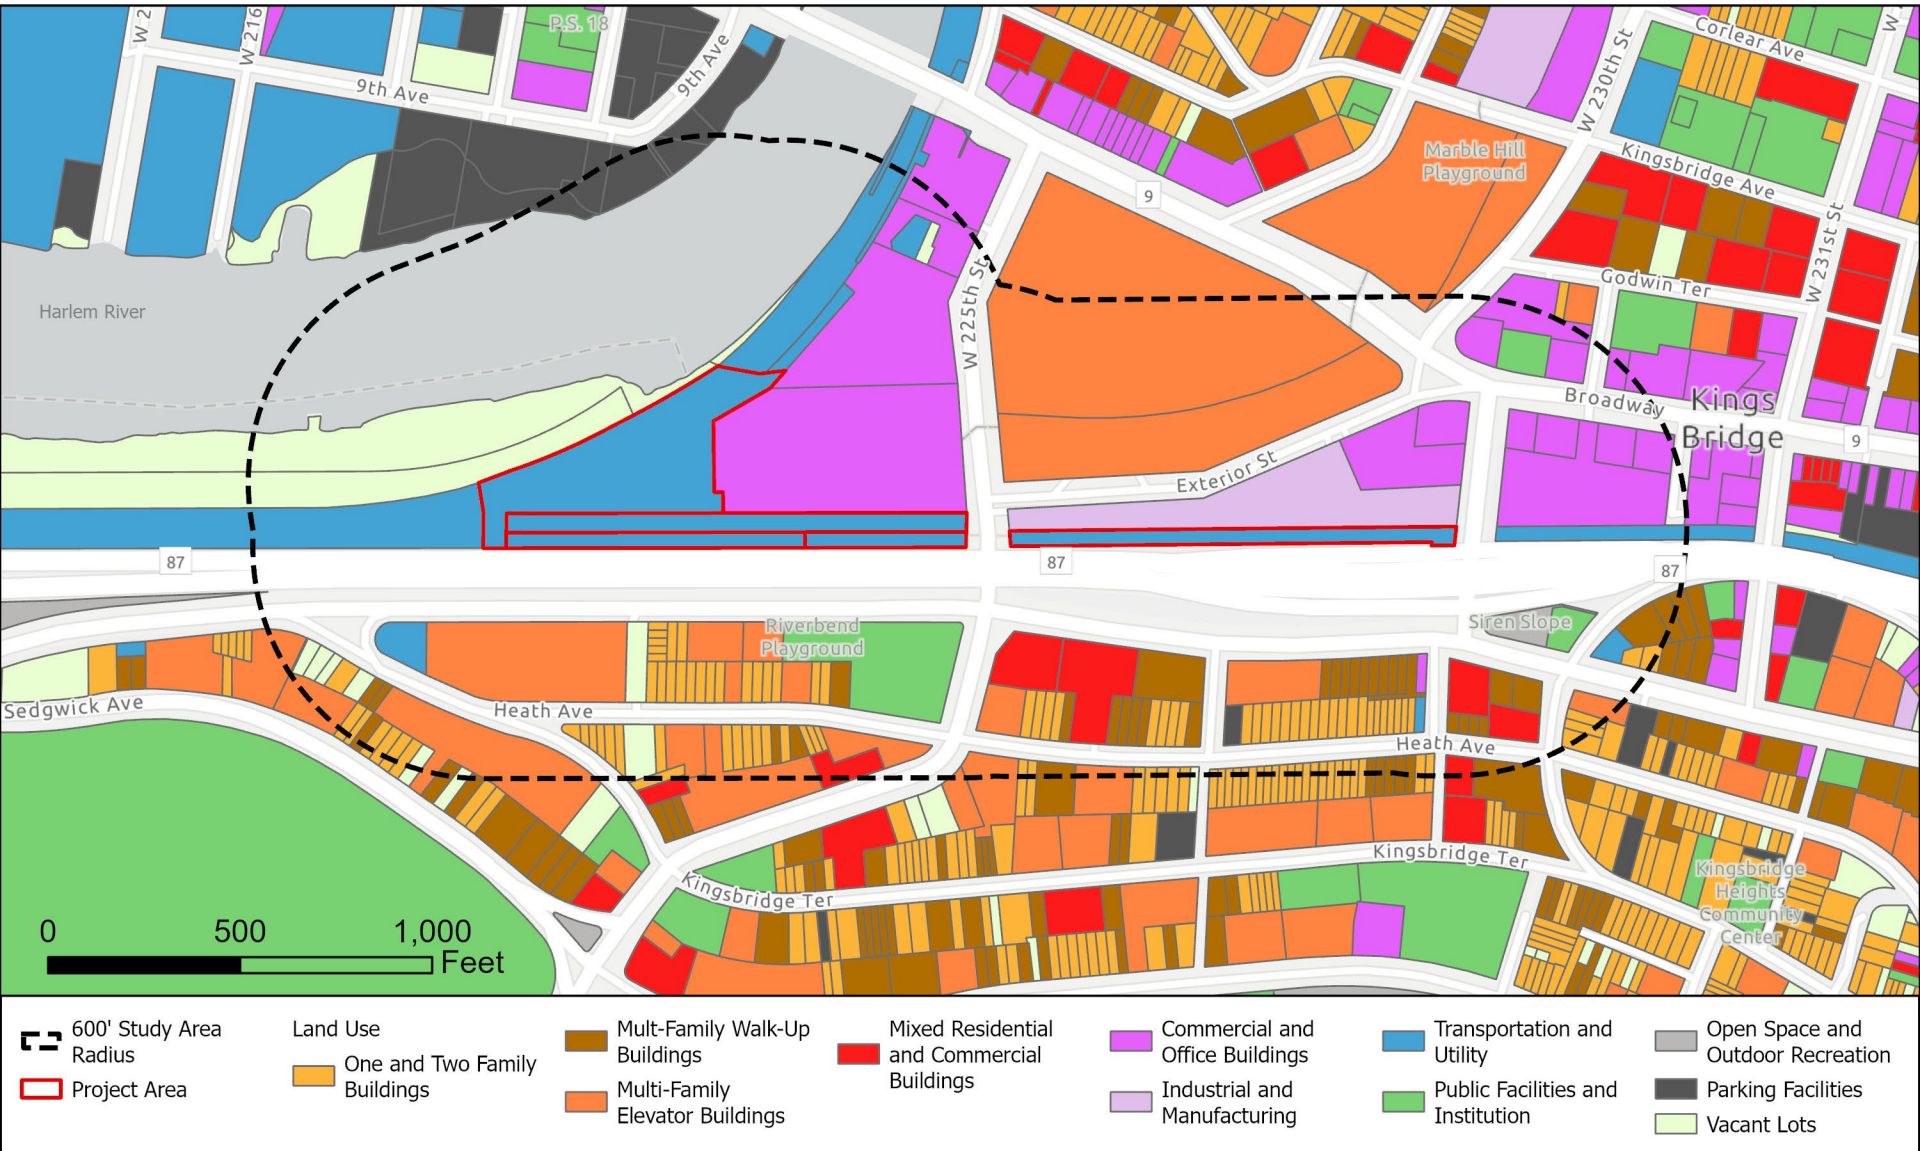 W 2
W 216
P.S. 18
9th Ave
9th Ave
W 230th St
Corlear Ave
W
Marble Hill
Playground
Kingsbridge Ave
9
W 231st St
Godwin Ter
W 225th St
Harlem River
Broadway
Kings
Bridge
9
Exterior St
87
87
87
Siren Slope
Riverbend
Playground
Sedgwick Ave
Heath Ave
Heath Ave
Kingsbridge Ter
Kingsbridge Ter
Kingsbridge
Heights
Community
Center
0 500 1,000
Feet
600' Study Area
Radius
Project Area
Land Use
One and Two Family
Buildings
Mult-Family Walk-Up
Buildings
Multi-Family
Elevator Buildings
Mixed Residential
and Commercial
Buildings
Commercial and
Office Buildings
Industrial and
Manufacturing
Transportation and
Utility
Public Facilities and
Institution
Open Space and
Outdoor Recreation
Parking Facilities
Vacant Lots